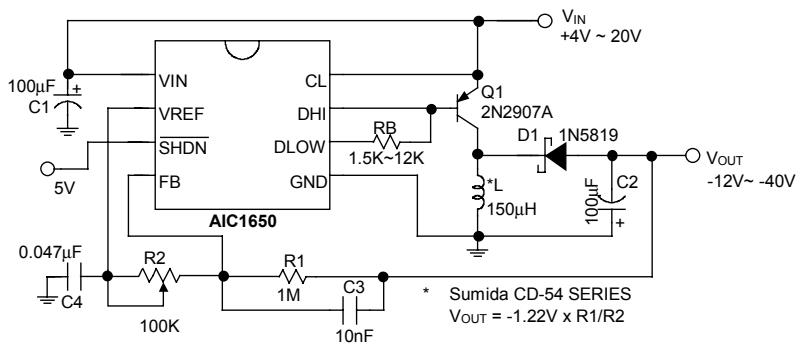 VIN
+4V ~ 20V
VIN
CL
100µF
+
C1
Q1
VREF
DHI
2N2907A
RB
D1
1N5819
SHDN
DLOW
1.5K~12K
VOUT
5V
FB
GND
*L
150µH
100µF
C2
+
-12V~ -40V
AIC1650
0.047µF
C4
R2
100K
R1
1M
C3
10nF
* Sumida CD-54 SERIES
VOUT = -1.22V x R1/R2